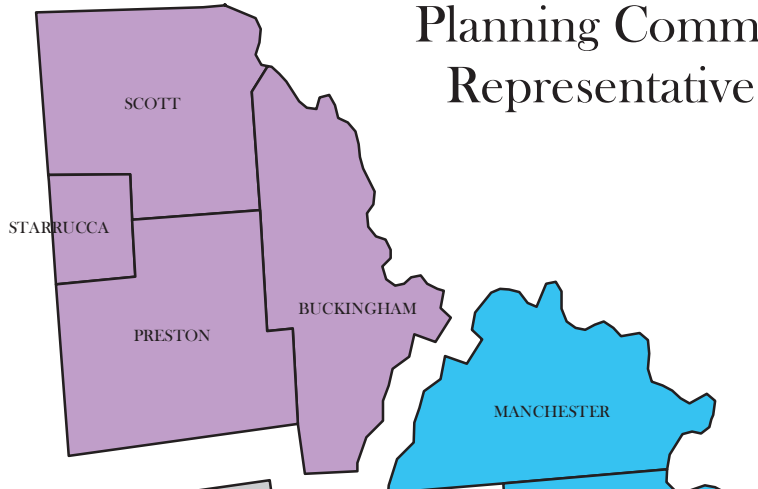 Planning Comm
Representative
SCOTT
STARRUCCA
BUCKINGHAM
PRESTON
MANCHESTER